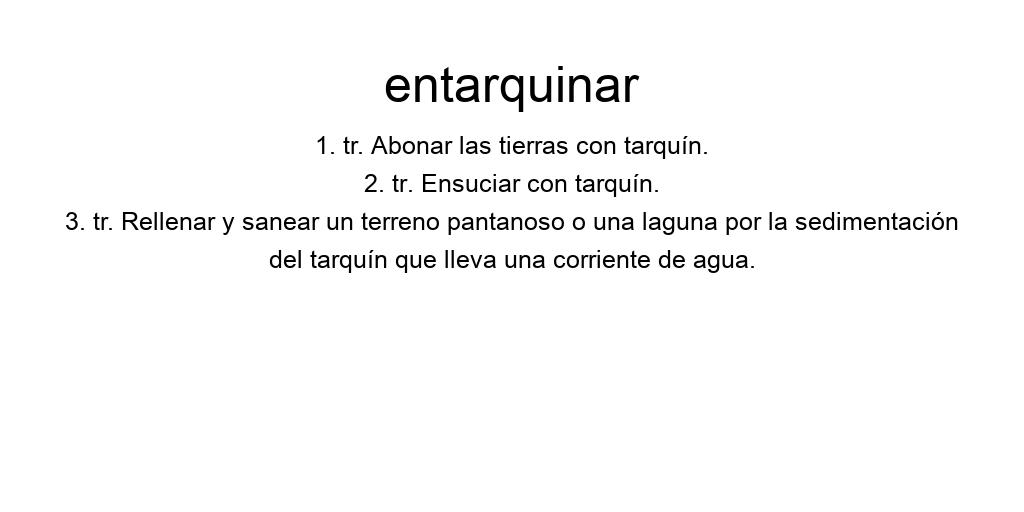 entarquinar
1. tr. Abonar las tierras con tarquín.
2. tr. Ensuciar con tarquín.
3. tr. Rellenar y sanear un terreno pantanoso o una laguna por la sedimentación
del tarquín que lleva una corriente de agua.